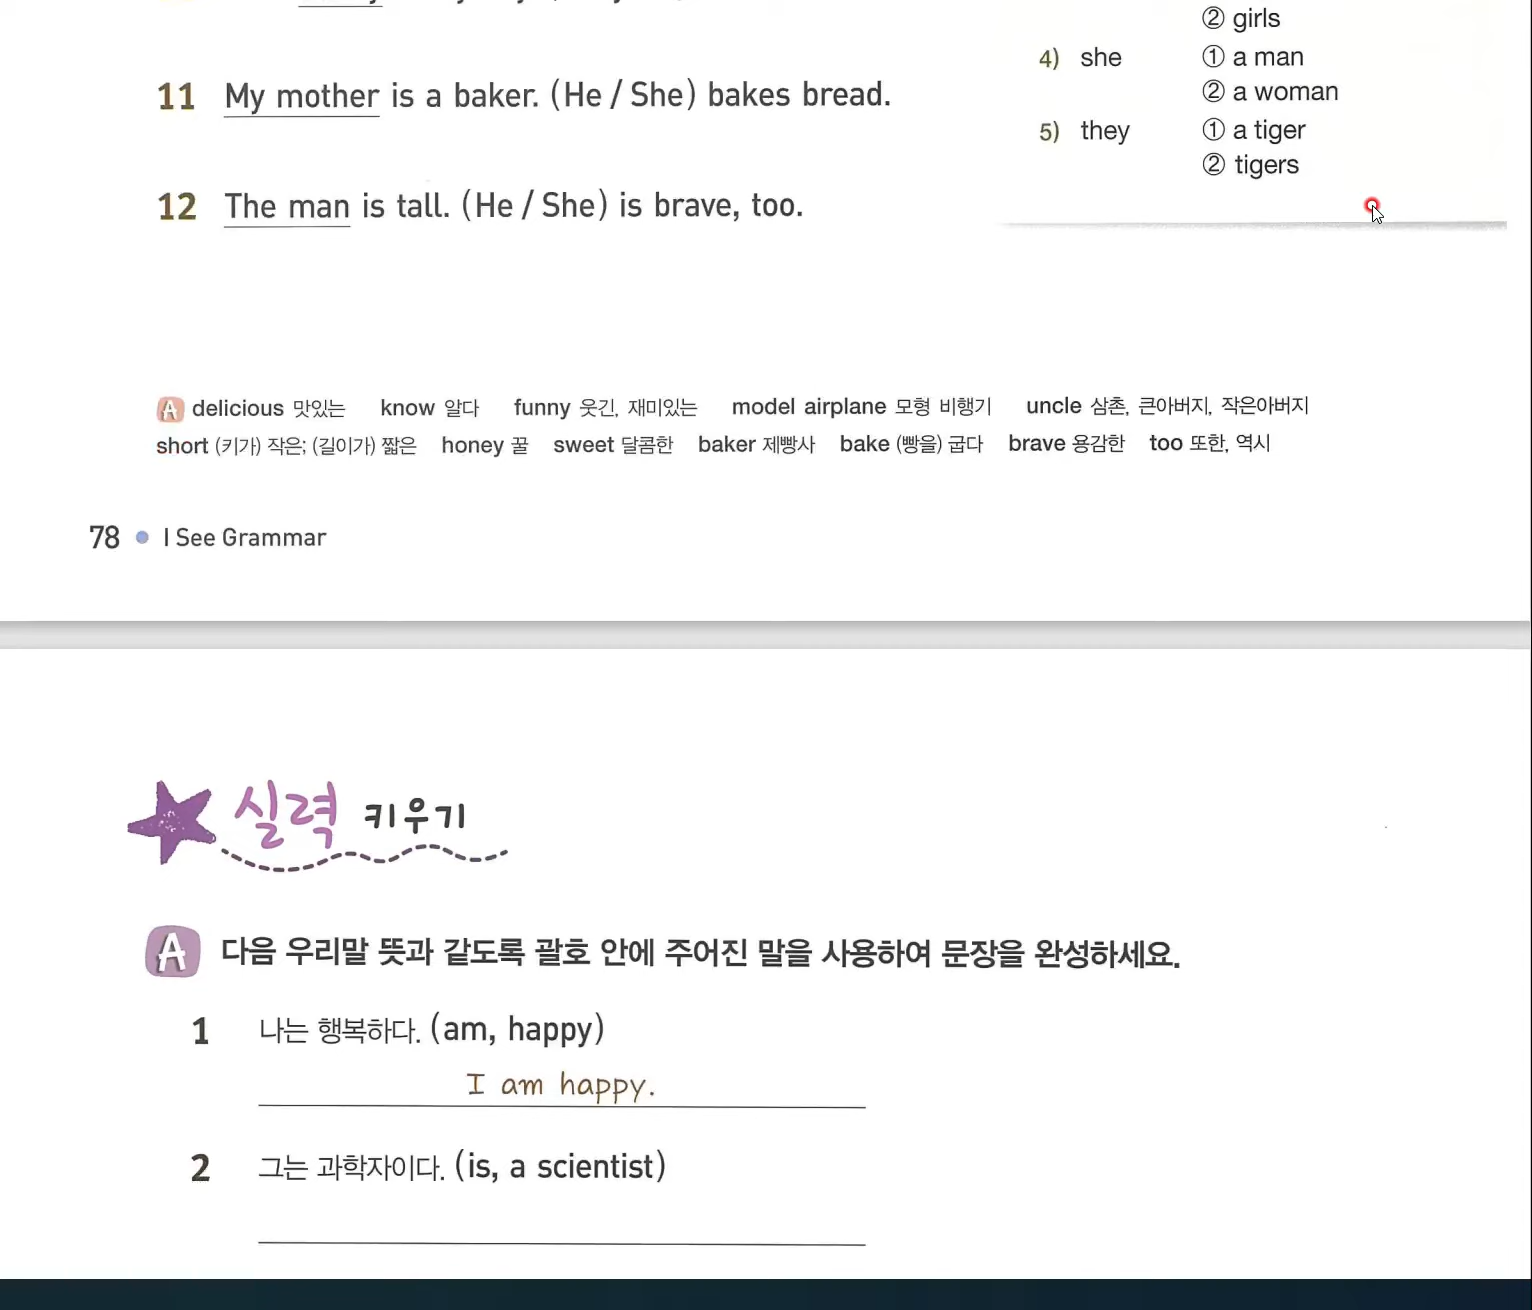 ② girls
4) she ① a man
② a woman
5) they ① a tiger
② tigers
11 My mother is a baker. (He / She) bakes bread.
12 The man is tall. (He / She) is brave, too.
A delicious 맛있는 know 알다 funny 웃긴, 재미있는 model airplane 모형 비행기 uncle 삼촌, 큰아버지, 작은아버지
short (키가) 작은; (길이가) 짧은 honey 꿀 sweet 달콤한 baker 제빵사 bake (빵을) 굽다 brave 용감한 too 또한, 역시
78 • I See Grammar
실력 키우기
A 다음 우리말 뜻과 같도록 괄호 안에 주어진 말을 사용하여 문장을 완성하세요.
1 나는 행복하다. (am, happy)
I am happy.
2 그는 과학자이다. (is, a scientist)